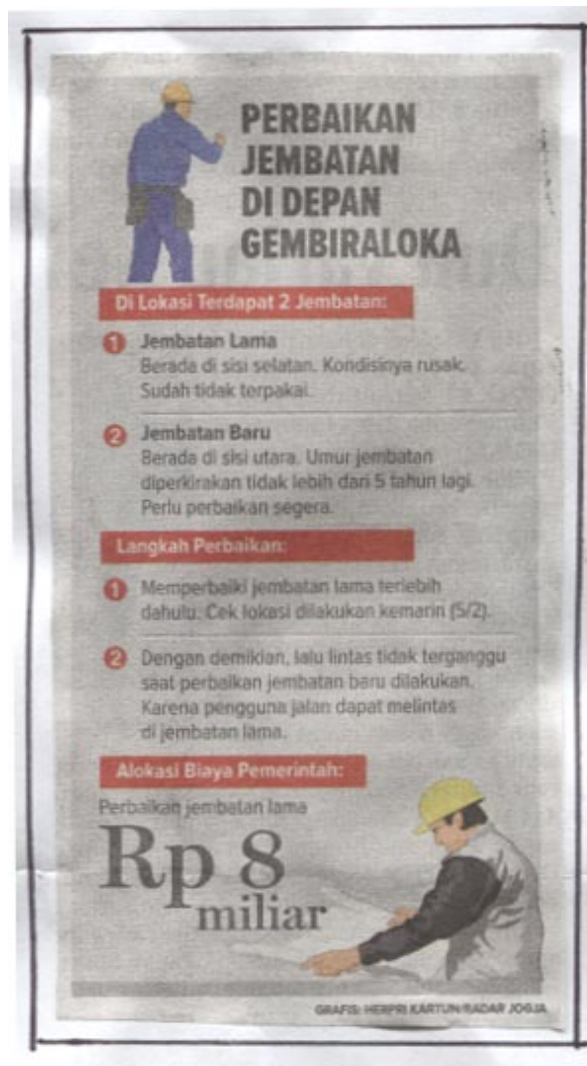 PERBAIKAN
JEMBATAN
DI DEPAN
GEMBIRALOKA
Di Lokasi Terdapat 2 Jembatan:
1 Jembatan Lama
Berada di sisi selatan. Kondisinya rusak.
Sudah tidak terpakai.
2 Jembatan Baru
Berada di sisi utara. Umur jembatan
diperkirakan tidak lebih dari 5 tahun lagi.
Perlu perbaikan segera.
Langkah Perbaikan:
1 Memperbaiki jembatan lama terlebih
dahulu. Cek lokasi dilakukan kemarin (5/2).
2 Dengan demikian, lalu lintas tidak terganggu
saat perbaikan jembatan baru dilakukan.
Karena pengguna jalan dapat melintas
di jembatan lama.
Alokasi Biaya Pemerintah:
Perbaikan jembatan lama
Rp 8
miliar
GRAFIS: HERPRI KARTUN/RADAR JOGJA